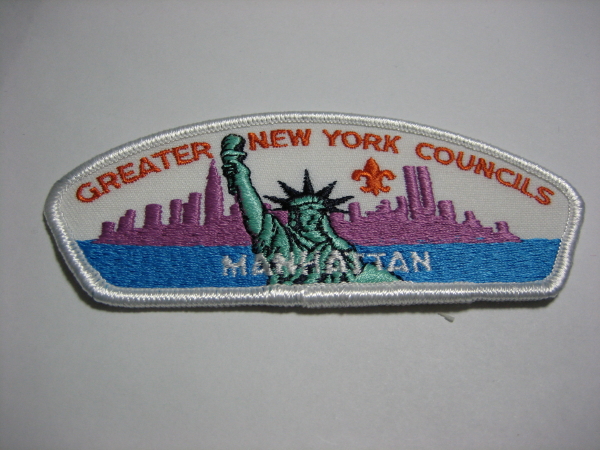 GREATER NEW YORK COUNCILS
MANHATTAN